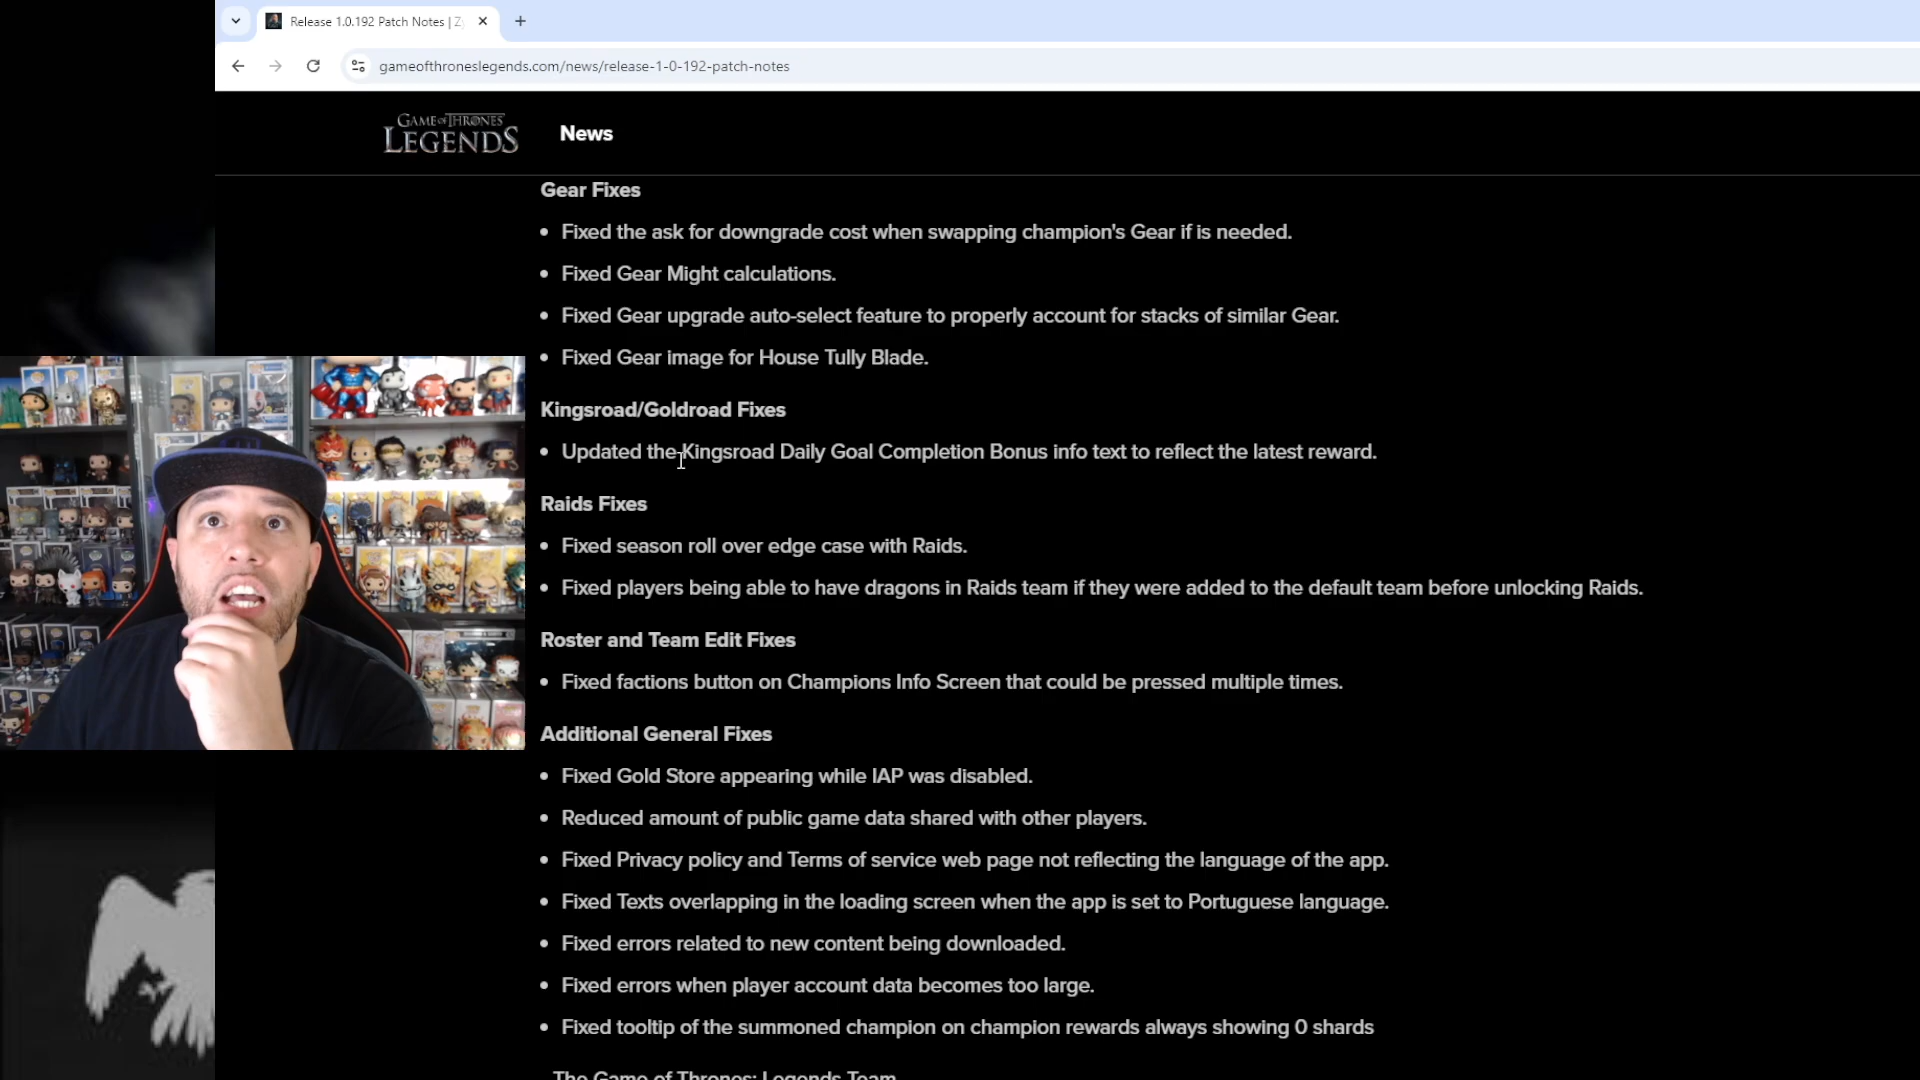 Release 1.0.192 Patch Notes | Z
gameofthroneslegends.com/news/release-1-0-192-patch-notes
GAME OF THRONES
LEGENDS
News
Gear Fixes
• Fixed the ask for downgrade cost when swapping champion's Gear if is needed.
• Fixed Gear Might calculations.
• Fixed Gear upgrade auto-select feature to properly account for stacks of similar Gear.
• Fixed Gear image for House Tully Blade.
Kingsroad/Goldroad Fixes
• Updated the Kingsroad Daily Goal Completion Bonus info text to reflect the latest reward.
Raids Fixes
• Fixed season roll over edge case with Raids.
• Fixed players being able to have dragons in Raids team if they were added to the default team before unlocking Raids.
Roster and Team Edit Fixes
• Fixed factions button on Champions Info Screen that could be pressed multiple times.
Additional General Fixes
• Fixed Gold Store appearing while IAP was disabled.
• Reduced amount of public game data shared with other players.
• Fixed Privacy policy and Terms of service web page not reflecting the language of the app.
• Fixed Texts overlapping in the loading screen when the app is set to Portuguese language.
• Fixed errors related to new content being downloaded.
• Fixed errors when player account data becomes too large.
• Fixed tooltip of the summoned champion on champion rewards always showing 0 shards
The Game of Thrones: Legends Team